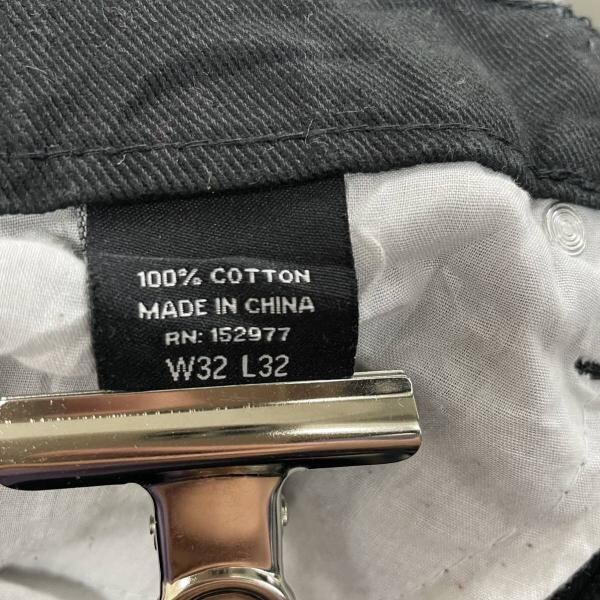 100% COTTON
MADE IN CHINA
RN: 152977
W32 L32